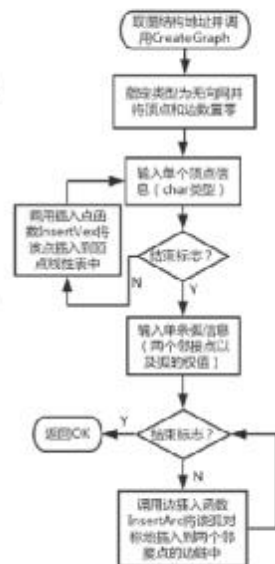 取图结构地址并调
用CreateGraph
指定类型为无向网并
将顶点和边数置零
输入单个顶点信
息（char类型）
调用插入点函
数InsertVex将
该点插入到顶
点线性表中
结束标志？
N
Y
输入单条弧信息
（两个邻接点以
及弧的权值）
Y
返回OK
结束标志？
N
调用边插入函数
InsertArc将该弧对
称地插入到两个邻
接点的边链中